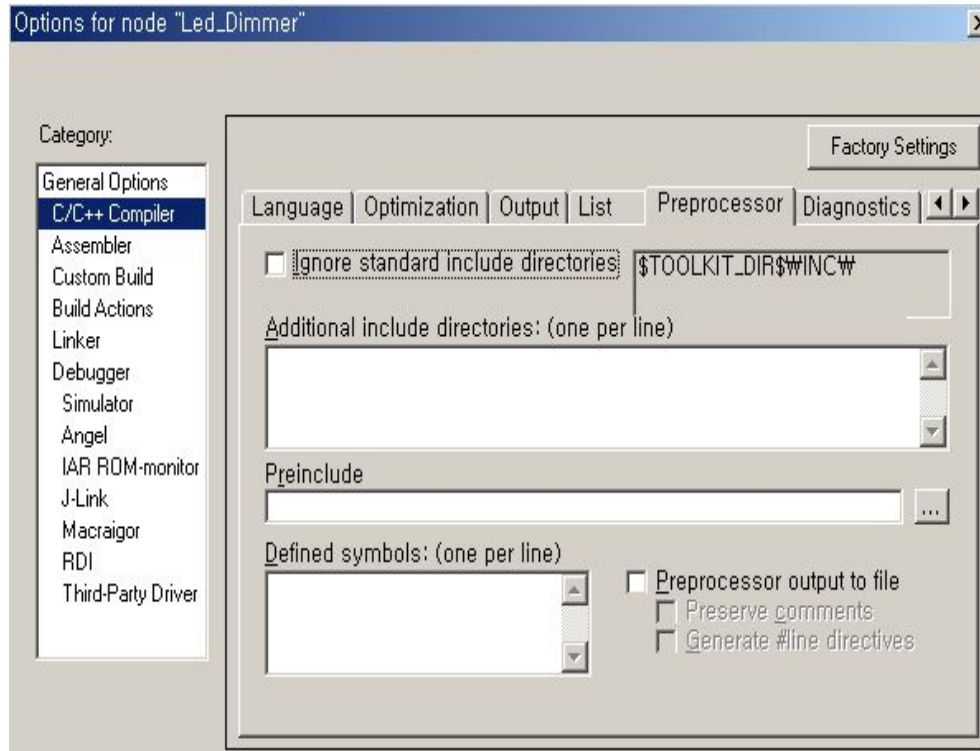 Options for node "Led_Dimmer"
Category:
Factory Settings
General Options
C/C++ Compiler
Assembler
Custom Build
Build Actions
Linker
Debugger
Simulator
Angel
IAR ROM-monitor
J-Link
Macraigor
RDI
Third-Party Driver
Language Optimization Output List Preprocessor Diagnostics
Ignore standard include directories
$TOOLKIT_DIR$₩INC₩
Additional include directories: (one per line)
Preinclude
...
Defined symbols: (one per line)
Preprocessor output to file
Preserve comments
Generate #line directives